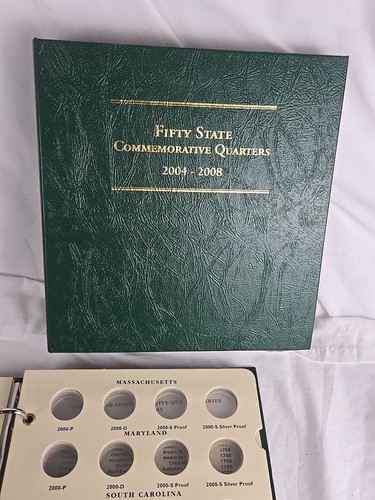 FIFTY STATE
COMMEMORATIVE QUARTERS
2004 - 2008
MASSACHUSETTS
2000-P 2000-D 2000-S Proof 2000-S Silver Proof
MARYLAND
2000-P 2000-D 2000-S Proof 2000-S Silver Proof
SOUTH CAROLINA